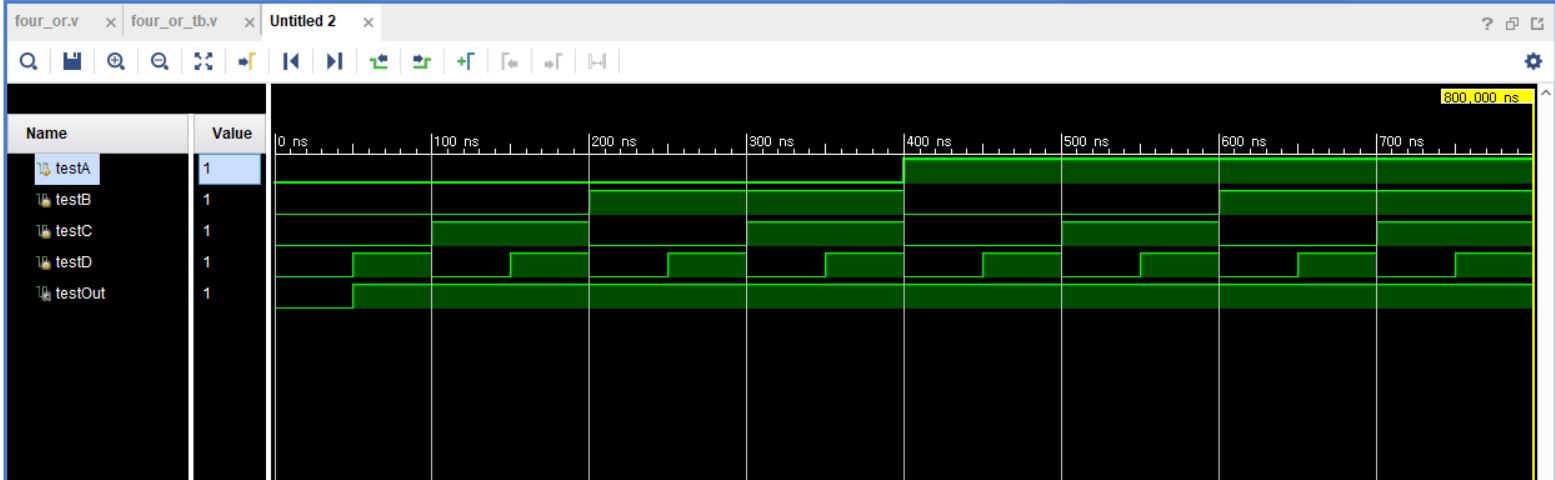 four_or.v × four_or_tb.v × Untitled 2 ×
?
800,000 ns
Name Value
0 ns 100 ns 200 ns 300 ns 400 ns 500 ns 600 ns 700 ns
testA 1
testB 1
testC 1
testD 1
testOut 1